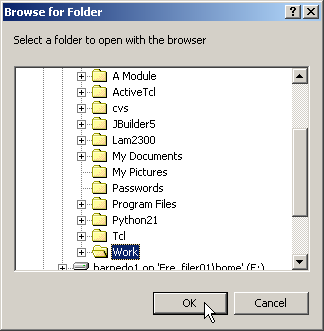 Browse for Folder
Select a folder to open with the browser
A Module
ActiveTcl
cvs
JBuilder5
Lam2300
My Documents
My Pictures
Passwords
Program Files
Python21
Tcl
Work
barnedo1 on 'Fre_filer01\home' (F:)
OK
Cancel